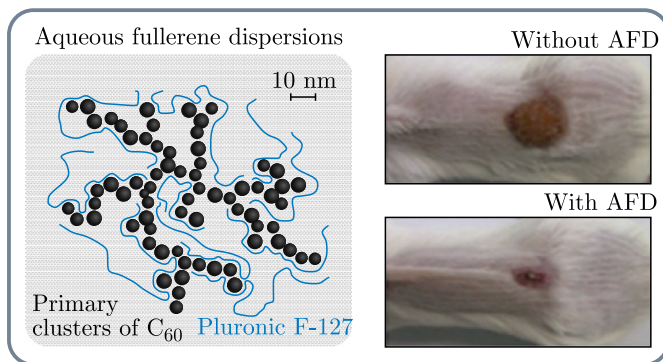 Aqueous fullerene dispersions
10 nm
Primary
clusters of C₆₀
Pluronic F-127
Without AFD
With AFD